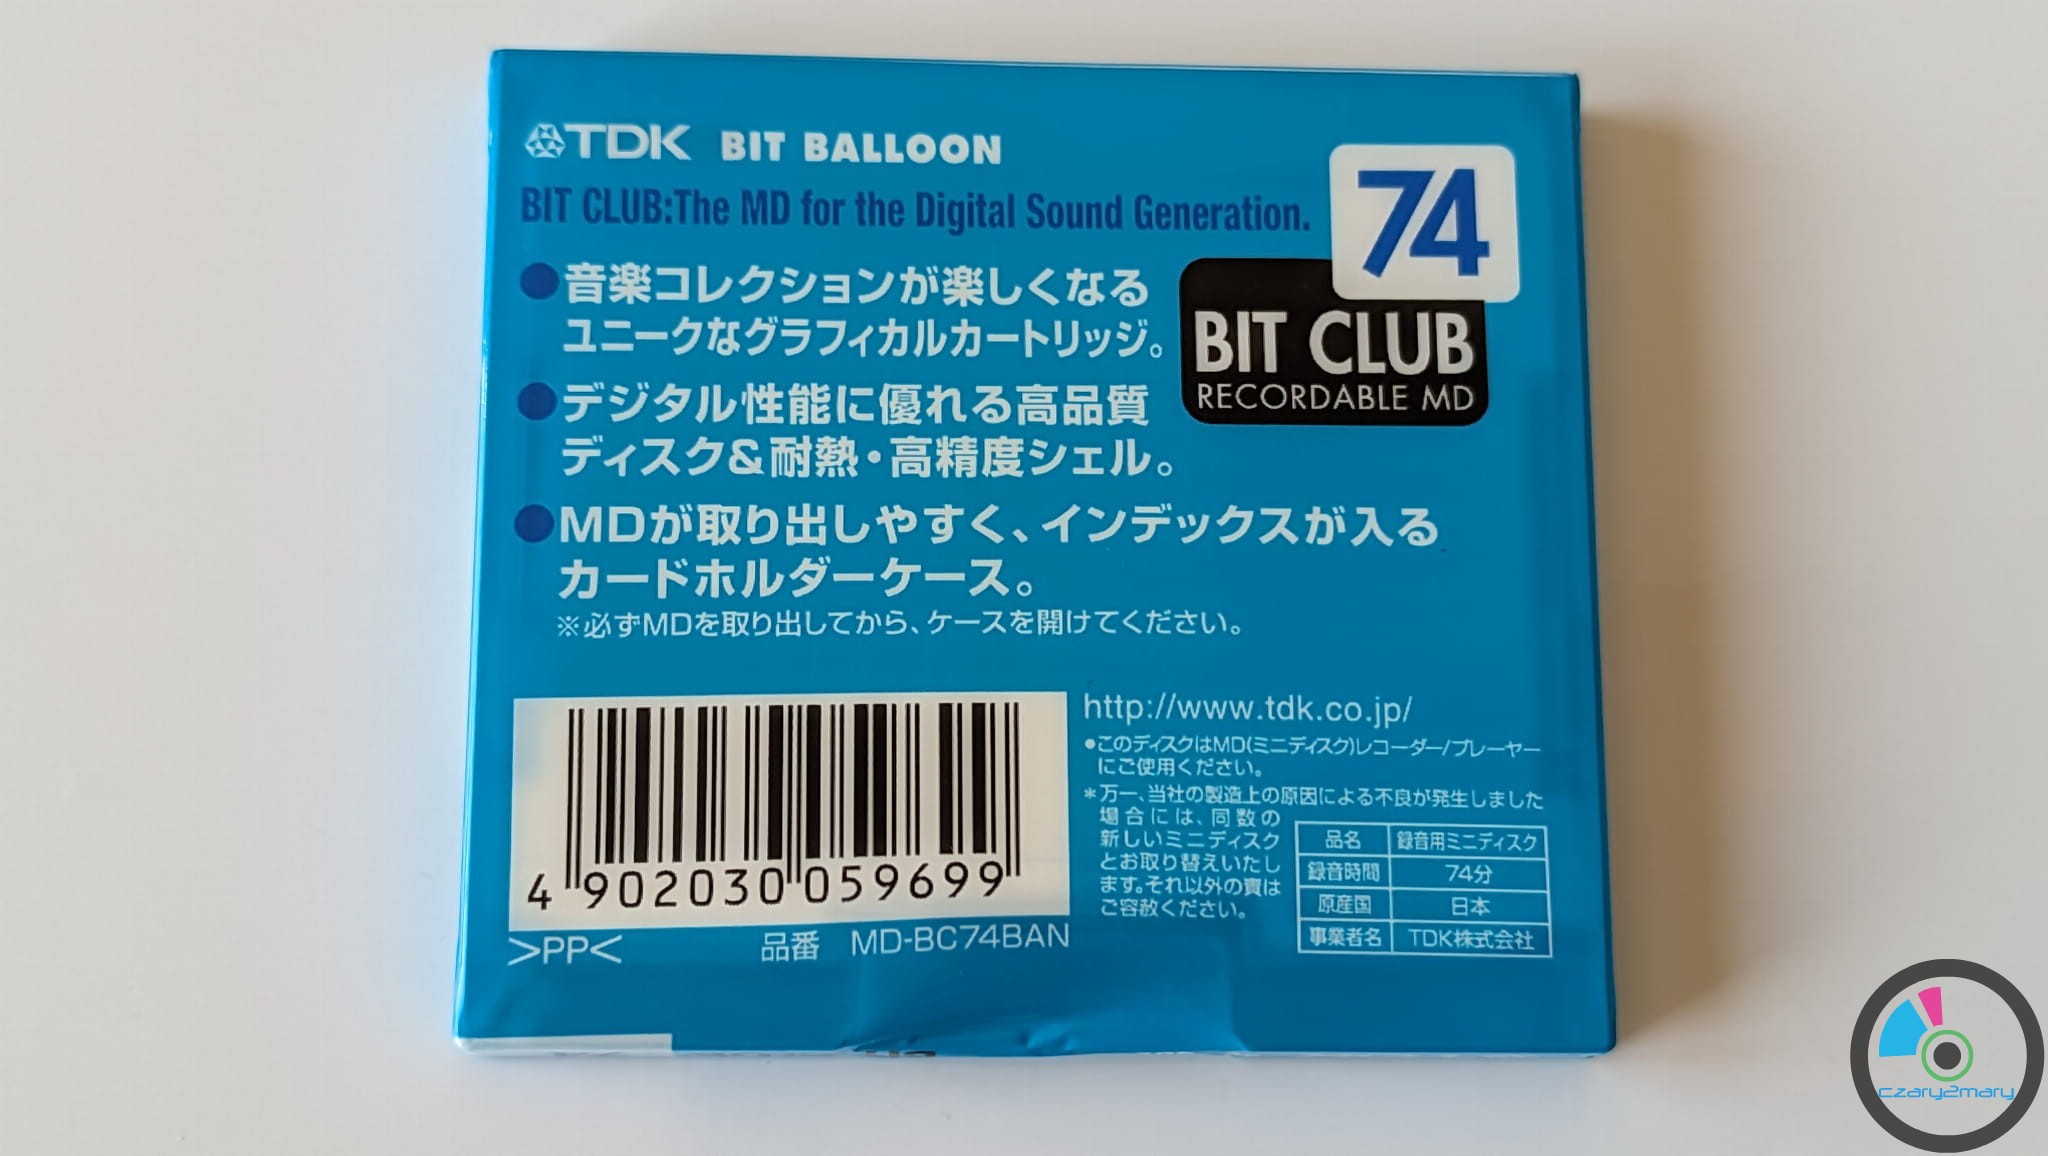 TDK BIT BALLOON
BIT CLUB:The MD for the Digital Sound Generation.
74
BIT CLUB
RECORDABLE MD
●音楽コレクションが楽しくなる
ユニークなグラフィカルカートリッジ。
●デジタル性能に優れる高品質
ディスク&耐熱・高精度シェル。
●MDが取り出しやすく、インデックスが入る
カードホルダーケース。
※必ずMDを取り出してから、ケースを開けてください。
4 902030 059699
>PP<
品番 MD-BC74BAN
http://www.tdk.co.jp/
●このディスクはMD(ミニディスク)レコーダー/プレーヤー
にご使用ください。
*万一、当社の製造上の原因による不良が発生しました
場合には、同数の
新しいミニディスク
とお取り替えいたし
ます。それ以外の責は
ご容赦ください。
品名 録音用ミニディスク
録音時間 74分
原産国 日本
事業者名 TDK株式会社
czary2mary